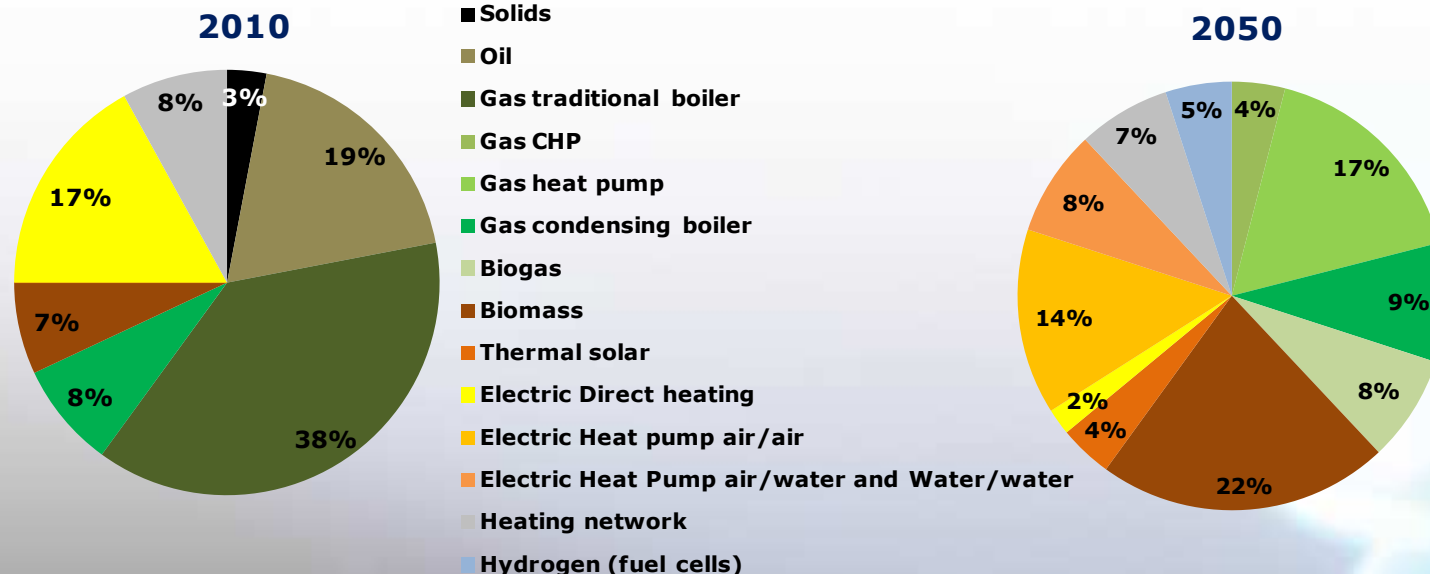 2010
8%
3%
19%
17%
7%
8%
38%
Solids
Oil
Gas traditional boiler
Gas CHP
Gas heat pump
Gas condensing boiler
Biogas
Biomass
Thermal solar
Electric Direct heating
Electric Heat pump air/air
Electric Heat Pump air/water and Water/water
Heating network
Hydrogen (fuel cells)
2050
5%
4%
7%
17%
8%
9%
14%
2%
8%
4%
22%